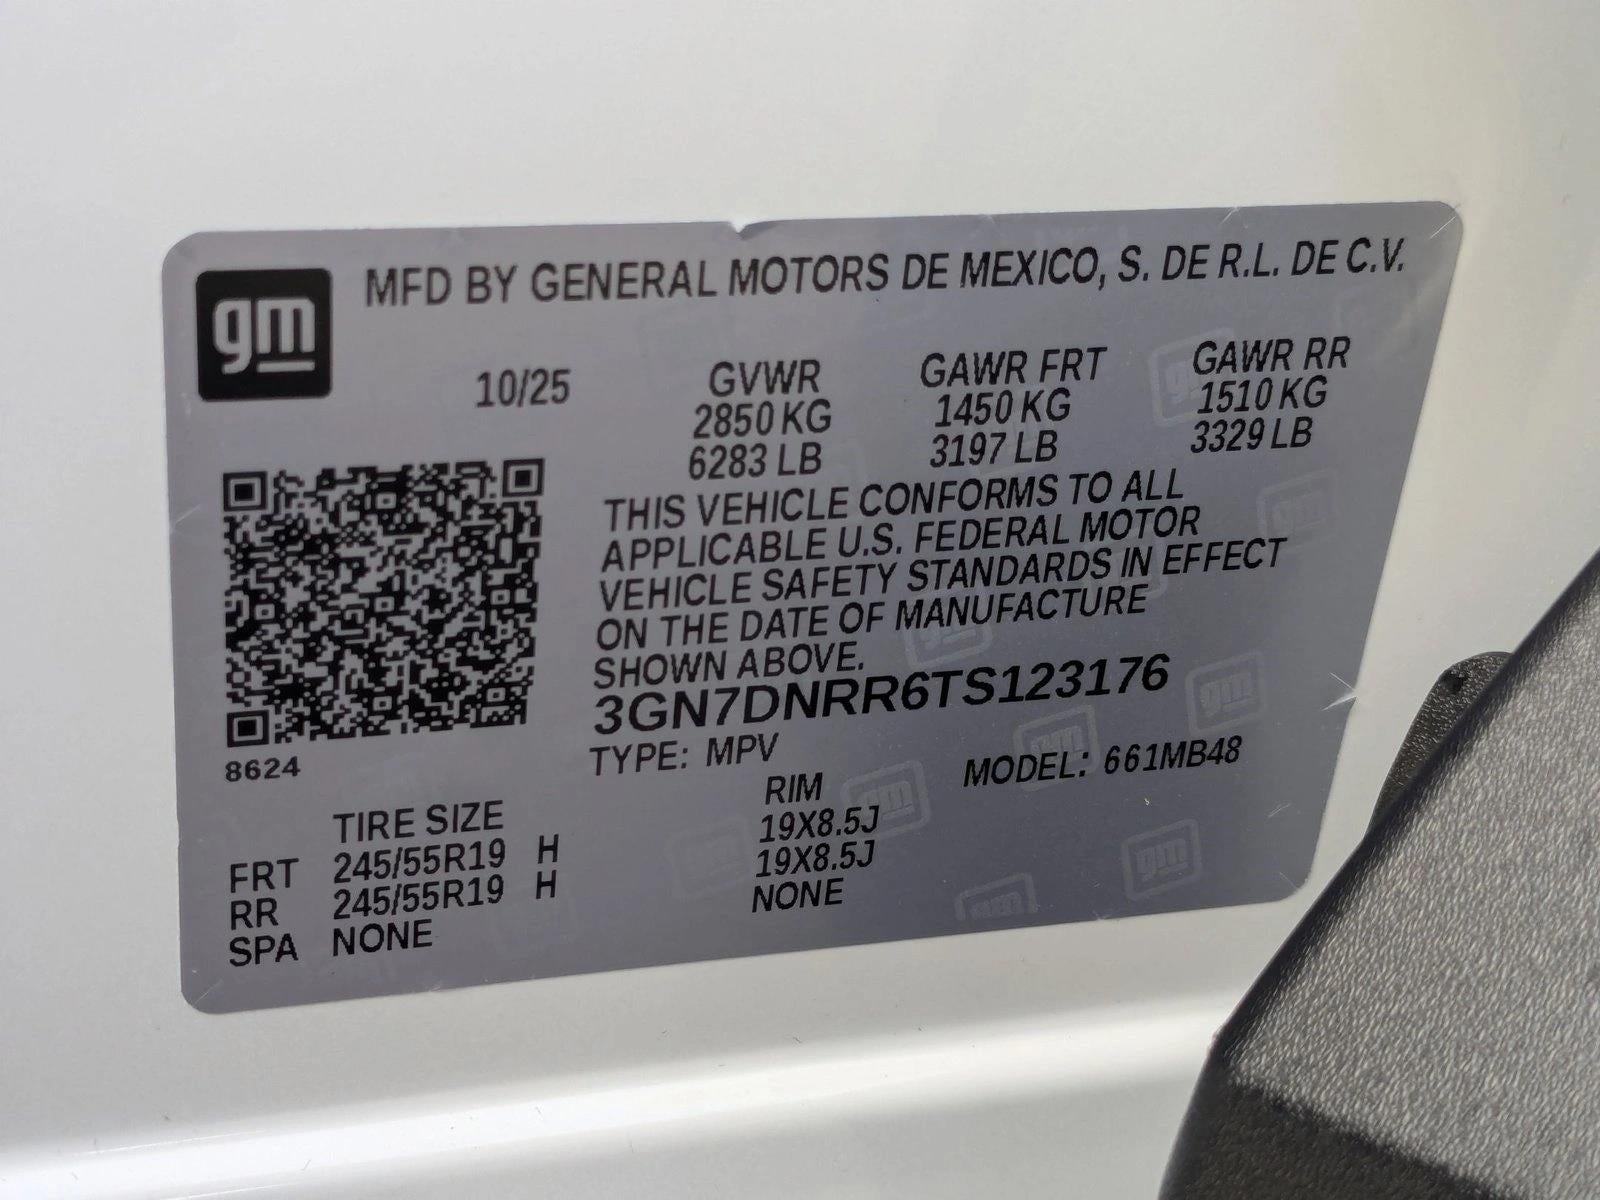 gm
MFD BY GENERAL MOTORS DE MEXICO, S. DE R.L. DE C.V.
10/25 GVWR GAWR FRT GAWR RR
2850 KG 1450 KG 1510 KG
6283 LB 3197 LB 3329 LB
THIS VEHICLE CONFORMS TO ALL
APPLICABLE U.S. FEDERAL MOTOR
VEHICLE SAFETY STANDARDS IN EFFECT
ON THE DATE OF MANUFACTURE
SHOWN ABOVE.
3GN7DNRR6TS123176
8624 TYPE: MPV MODEL: 661MB48
TIRE SIZE RIM
FRT 245/55R19 H 19X8.5J
RR 245/55R19 H 19X8.5J
SPA NONE NONE